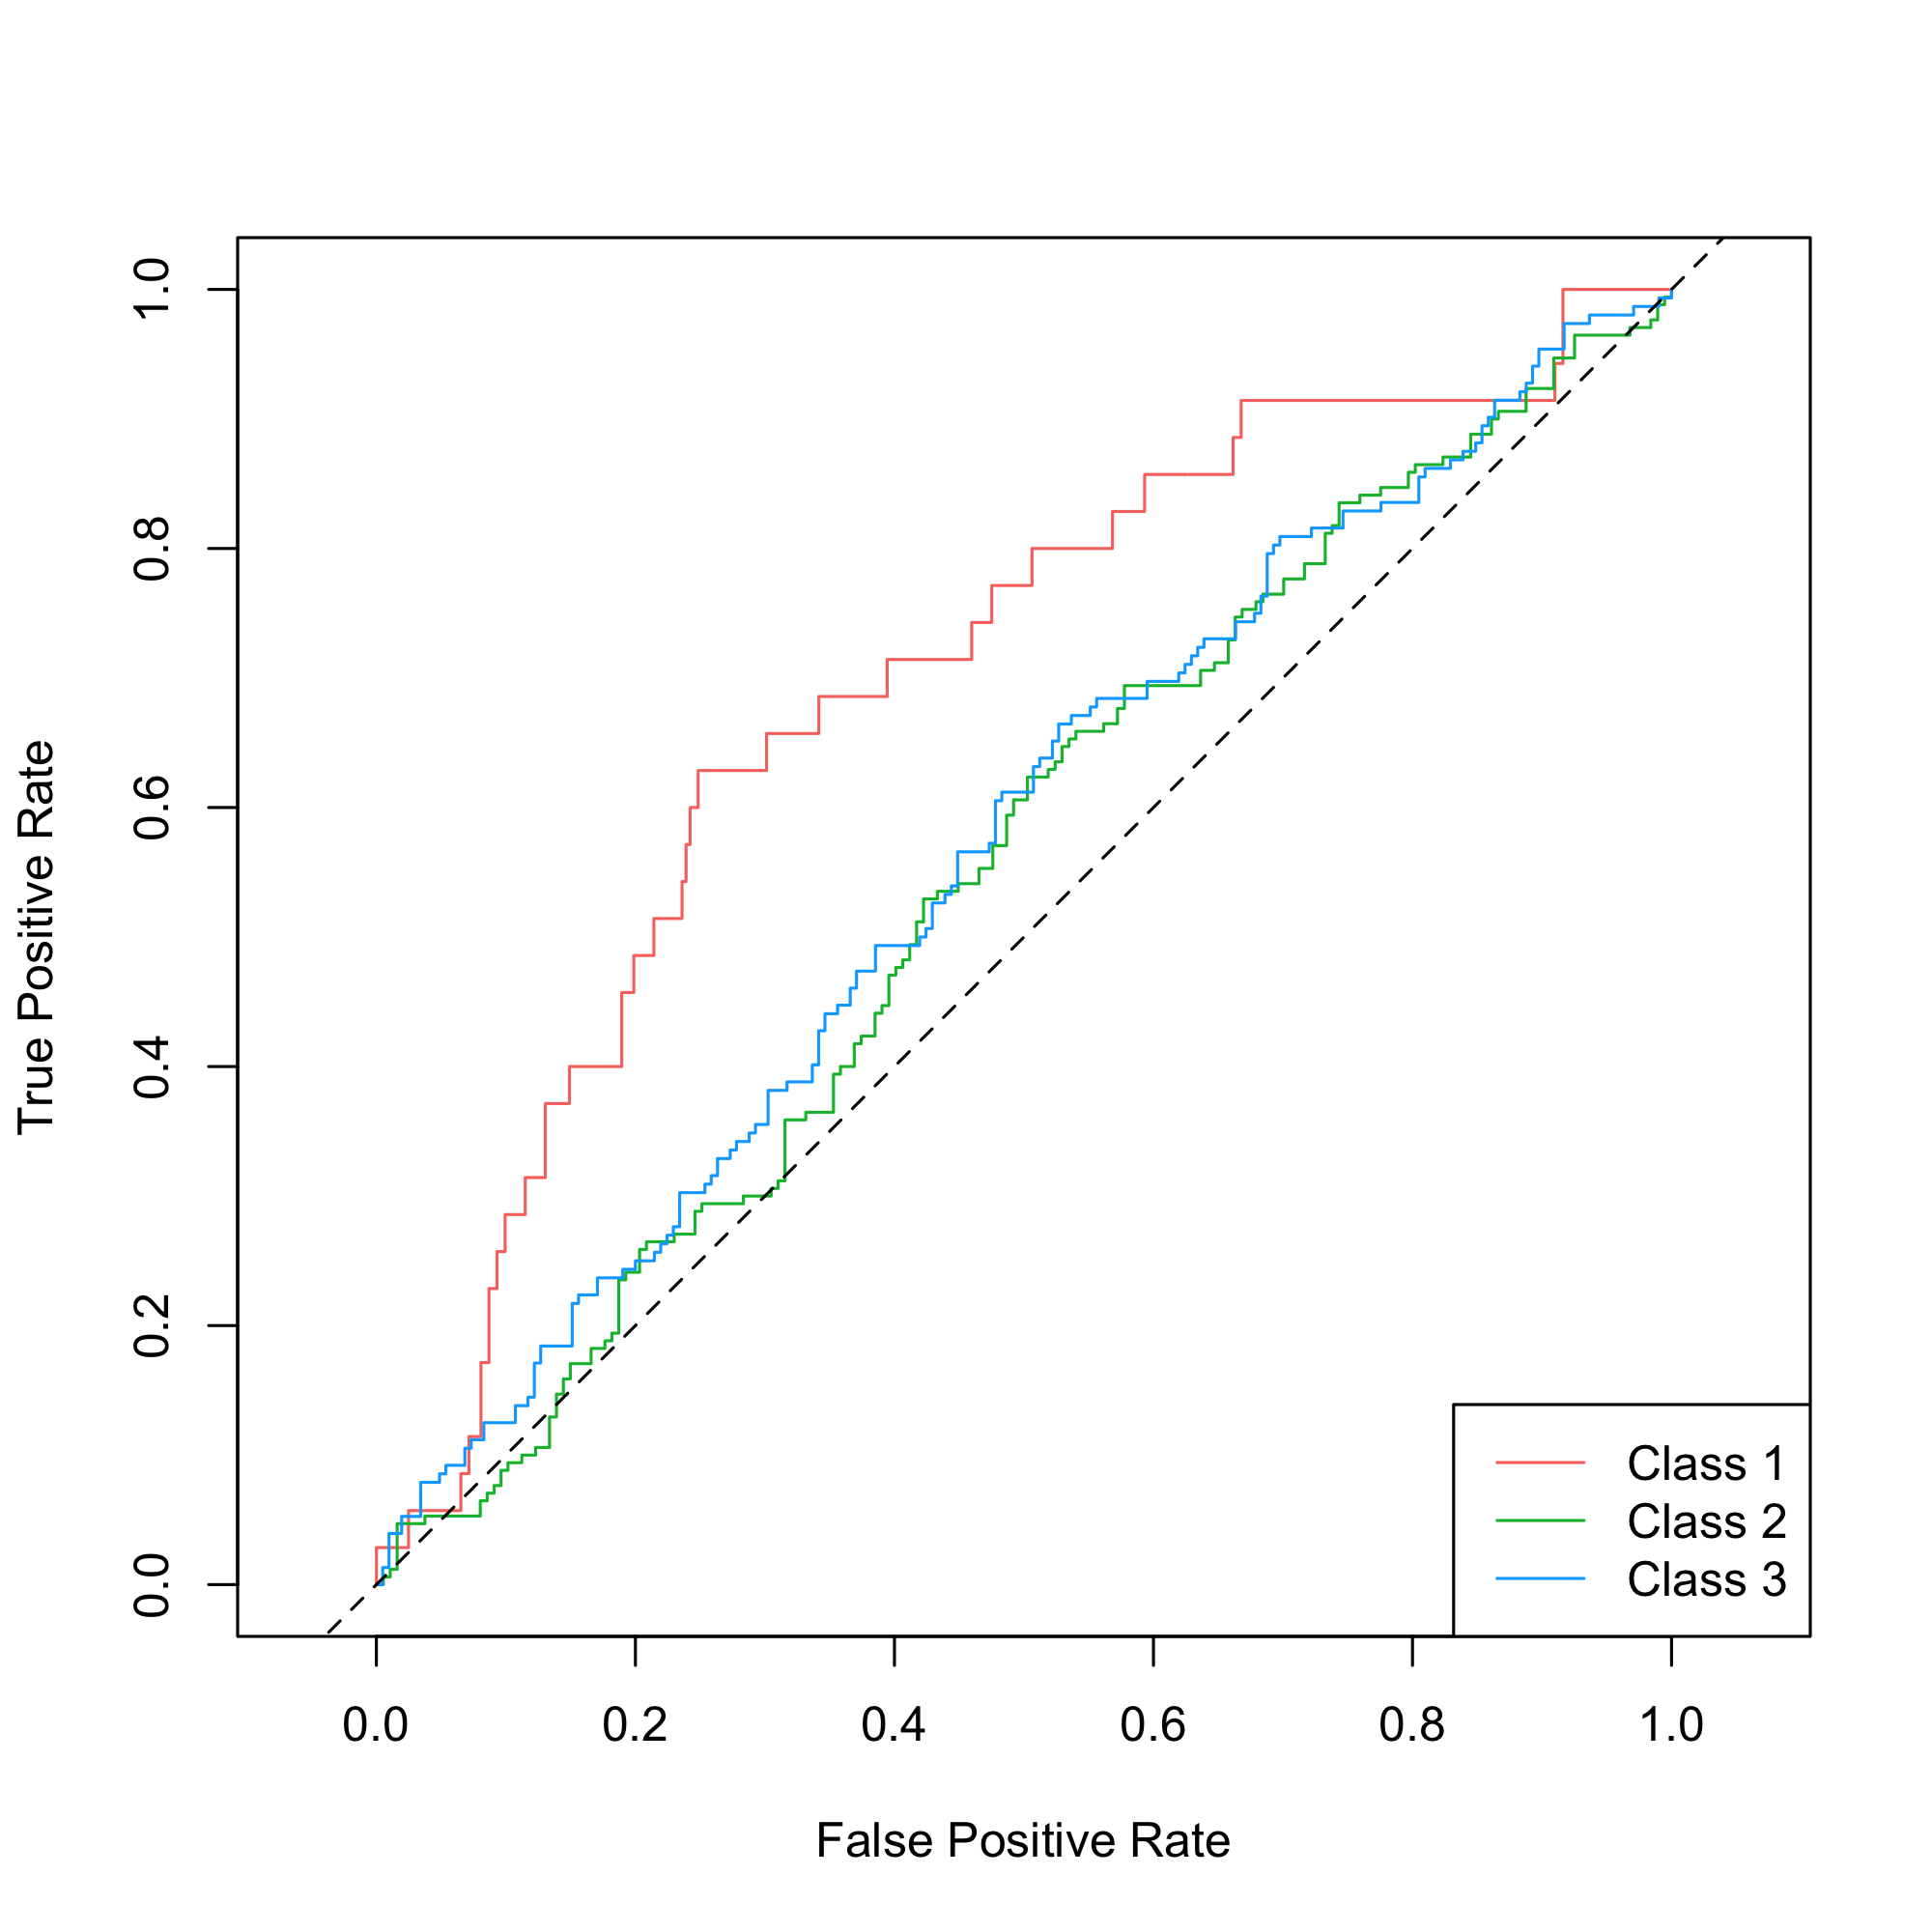 True Positive Rate
1.0
0.8
0.6
0.4
0.2
0.0
Class 1
Class 2
Class 3
0.0 0.2 0.4 0.6 0.8 1.0
False Positive Rate